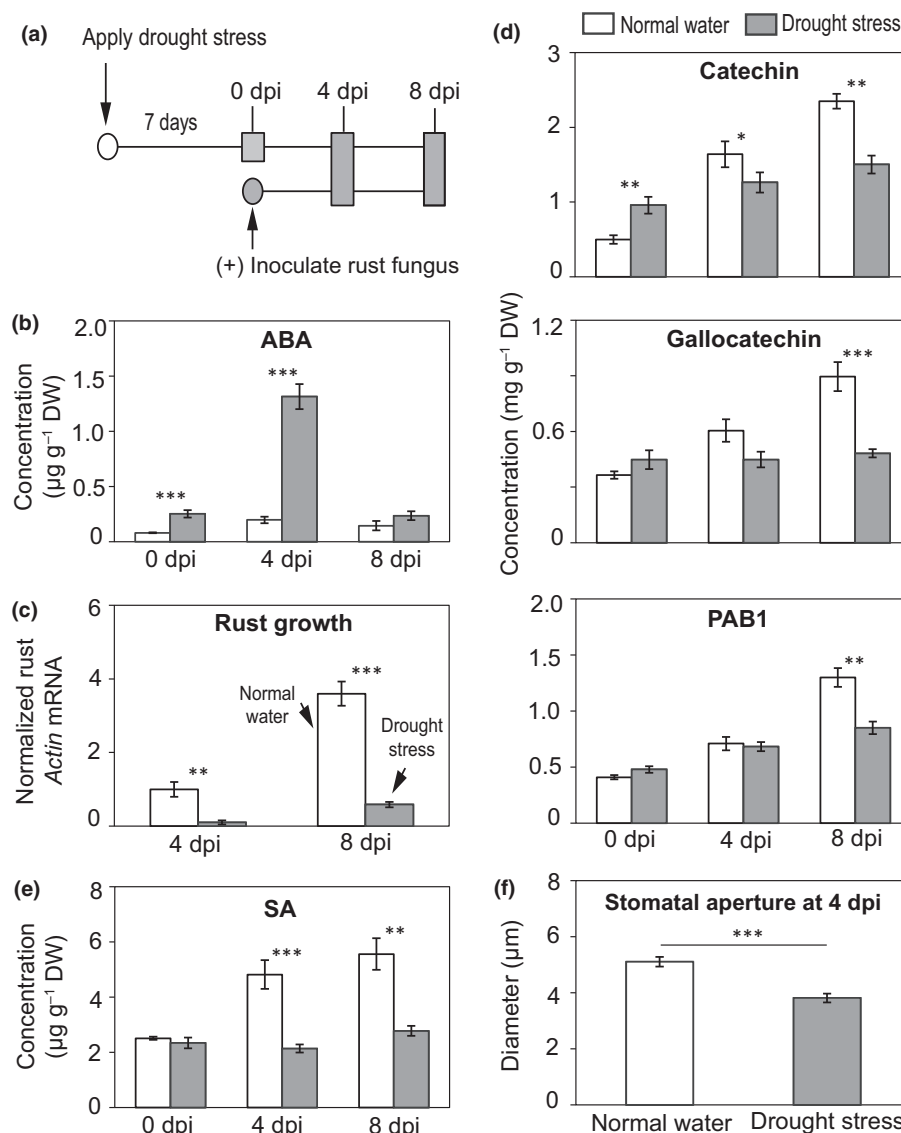 (a)
Apply drought stress
0 dpi 4 dpi 8 dpi
7 days
(+) Inoculate rust fungus
(b)
ABA
Concentration
(µg g⁻¹ DW)
2.0
1.5
1.0
0.5
0
***
***
0 dpi 4 dpi 8 dpi
(c)
Rust growth
Normalized rust
Actin mRNA
6
4
2
0
**
***
Normal
water
Drought
stress
4 dpi 8 dpi
(e)
SA
Concentration
(µg g⁻¹ DW)
8
6
4
2
0
***
**
0 dpi 4 dpi 8 dpi
(d)
Normal water Drought stress
Catechin
3
2
1
0
**
*
**
Concentration (mg g⁻¹ DW)
Gallocatechin
1.2
0.6
0
***
PAB1
2.0
1.5
1.0
0.5
0
**
0 dpi 4 dpi 8 dpi
(f)
Stomatal aperture at 4 dpi
Diameter (µm)
8
6
4
2
0
***
Normal water Drought stress